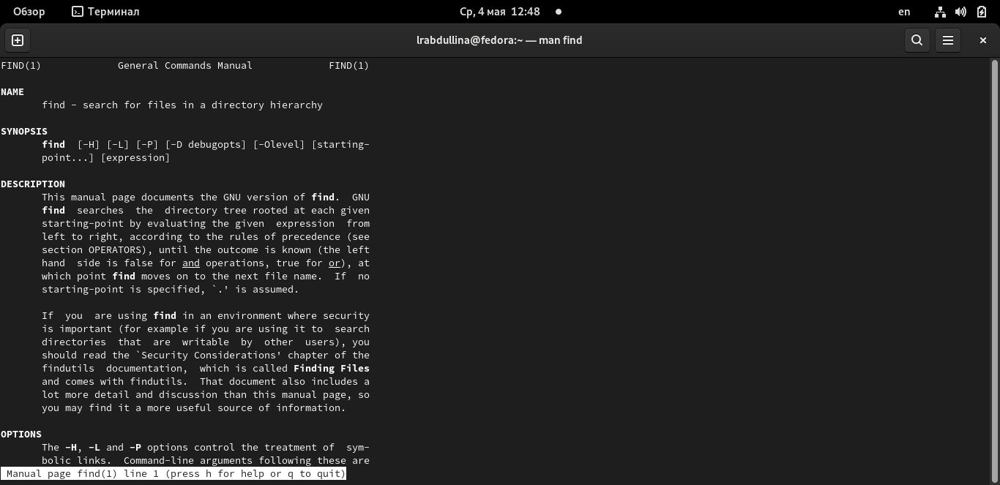 Обзор Терминал Ср, 4 мая 12:48 en
lrabdullina@fedora:~ — man find
FIND(1) General Commands Manual FIND(1)
NAME
find - search for files in a directory hierarchy
SYNOPSIS
find [-H] [-L] [-P] [-D debugopts] [-Olevel] [starting-
point...] [expression]
DESCRIPTION
This manual page documents the GNU version of find. GNU
find searches the directory tree rooted at each given
starting-point by evaluating the given expression from
left to right, according to the rules of precedence (see
section OPERATORS), until the outcome is known (the left
hand side is false for and operations, true for or), at
which point find moves on to the next file name. If no
starting-point is specified, `.' is assumed.
If you are using find in an environment where security
is important (for example if you are using it to search
directories that are writable by other users), you
should read the `Security Considerations' chapter of the
findutils documentation, which is called Finding Files
and comes with findutils. That document also includes a
lot more detail and discussion than this manual page, so
you may find it a more useful source of information.
OPTIONS
The -H, -L and -P options control the treatment of sym-
bolic links. Command-line arguments following these are
Manual page find(1) line 1 (press h for help or q to quit)